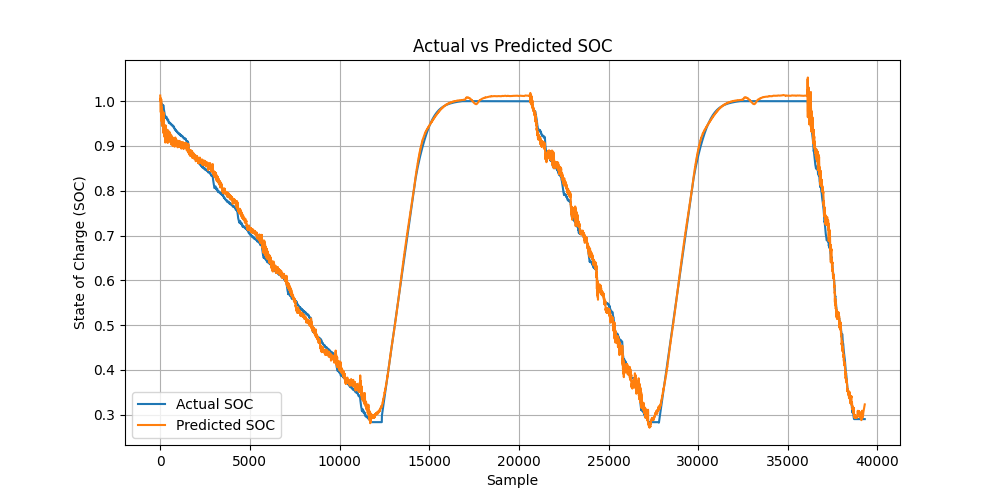 Actual vs Predicted SOC
State of Charge (SOC)
1.0
0.9
0.8
0.7
0.6
0.5
0.4
0.3
Actual SOC
Predicted SOC
0 5000 10000 15000 20000 25000 30000 35000 40000
Sample